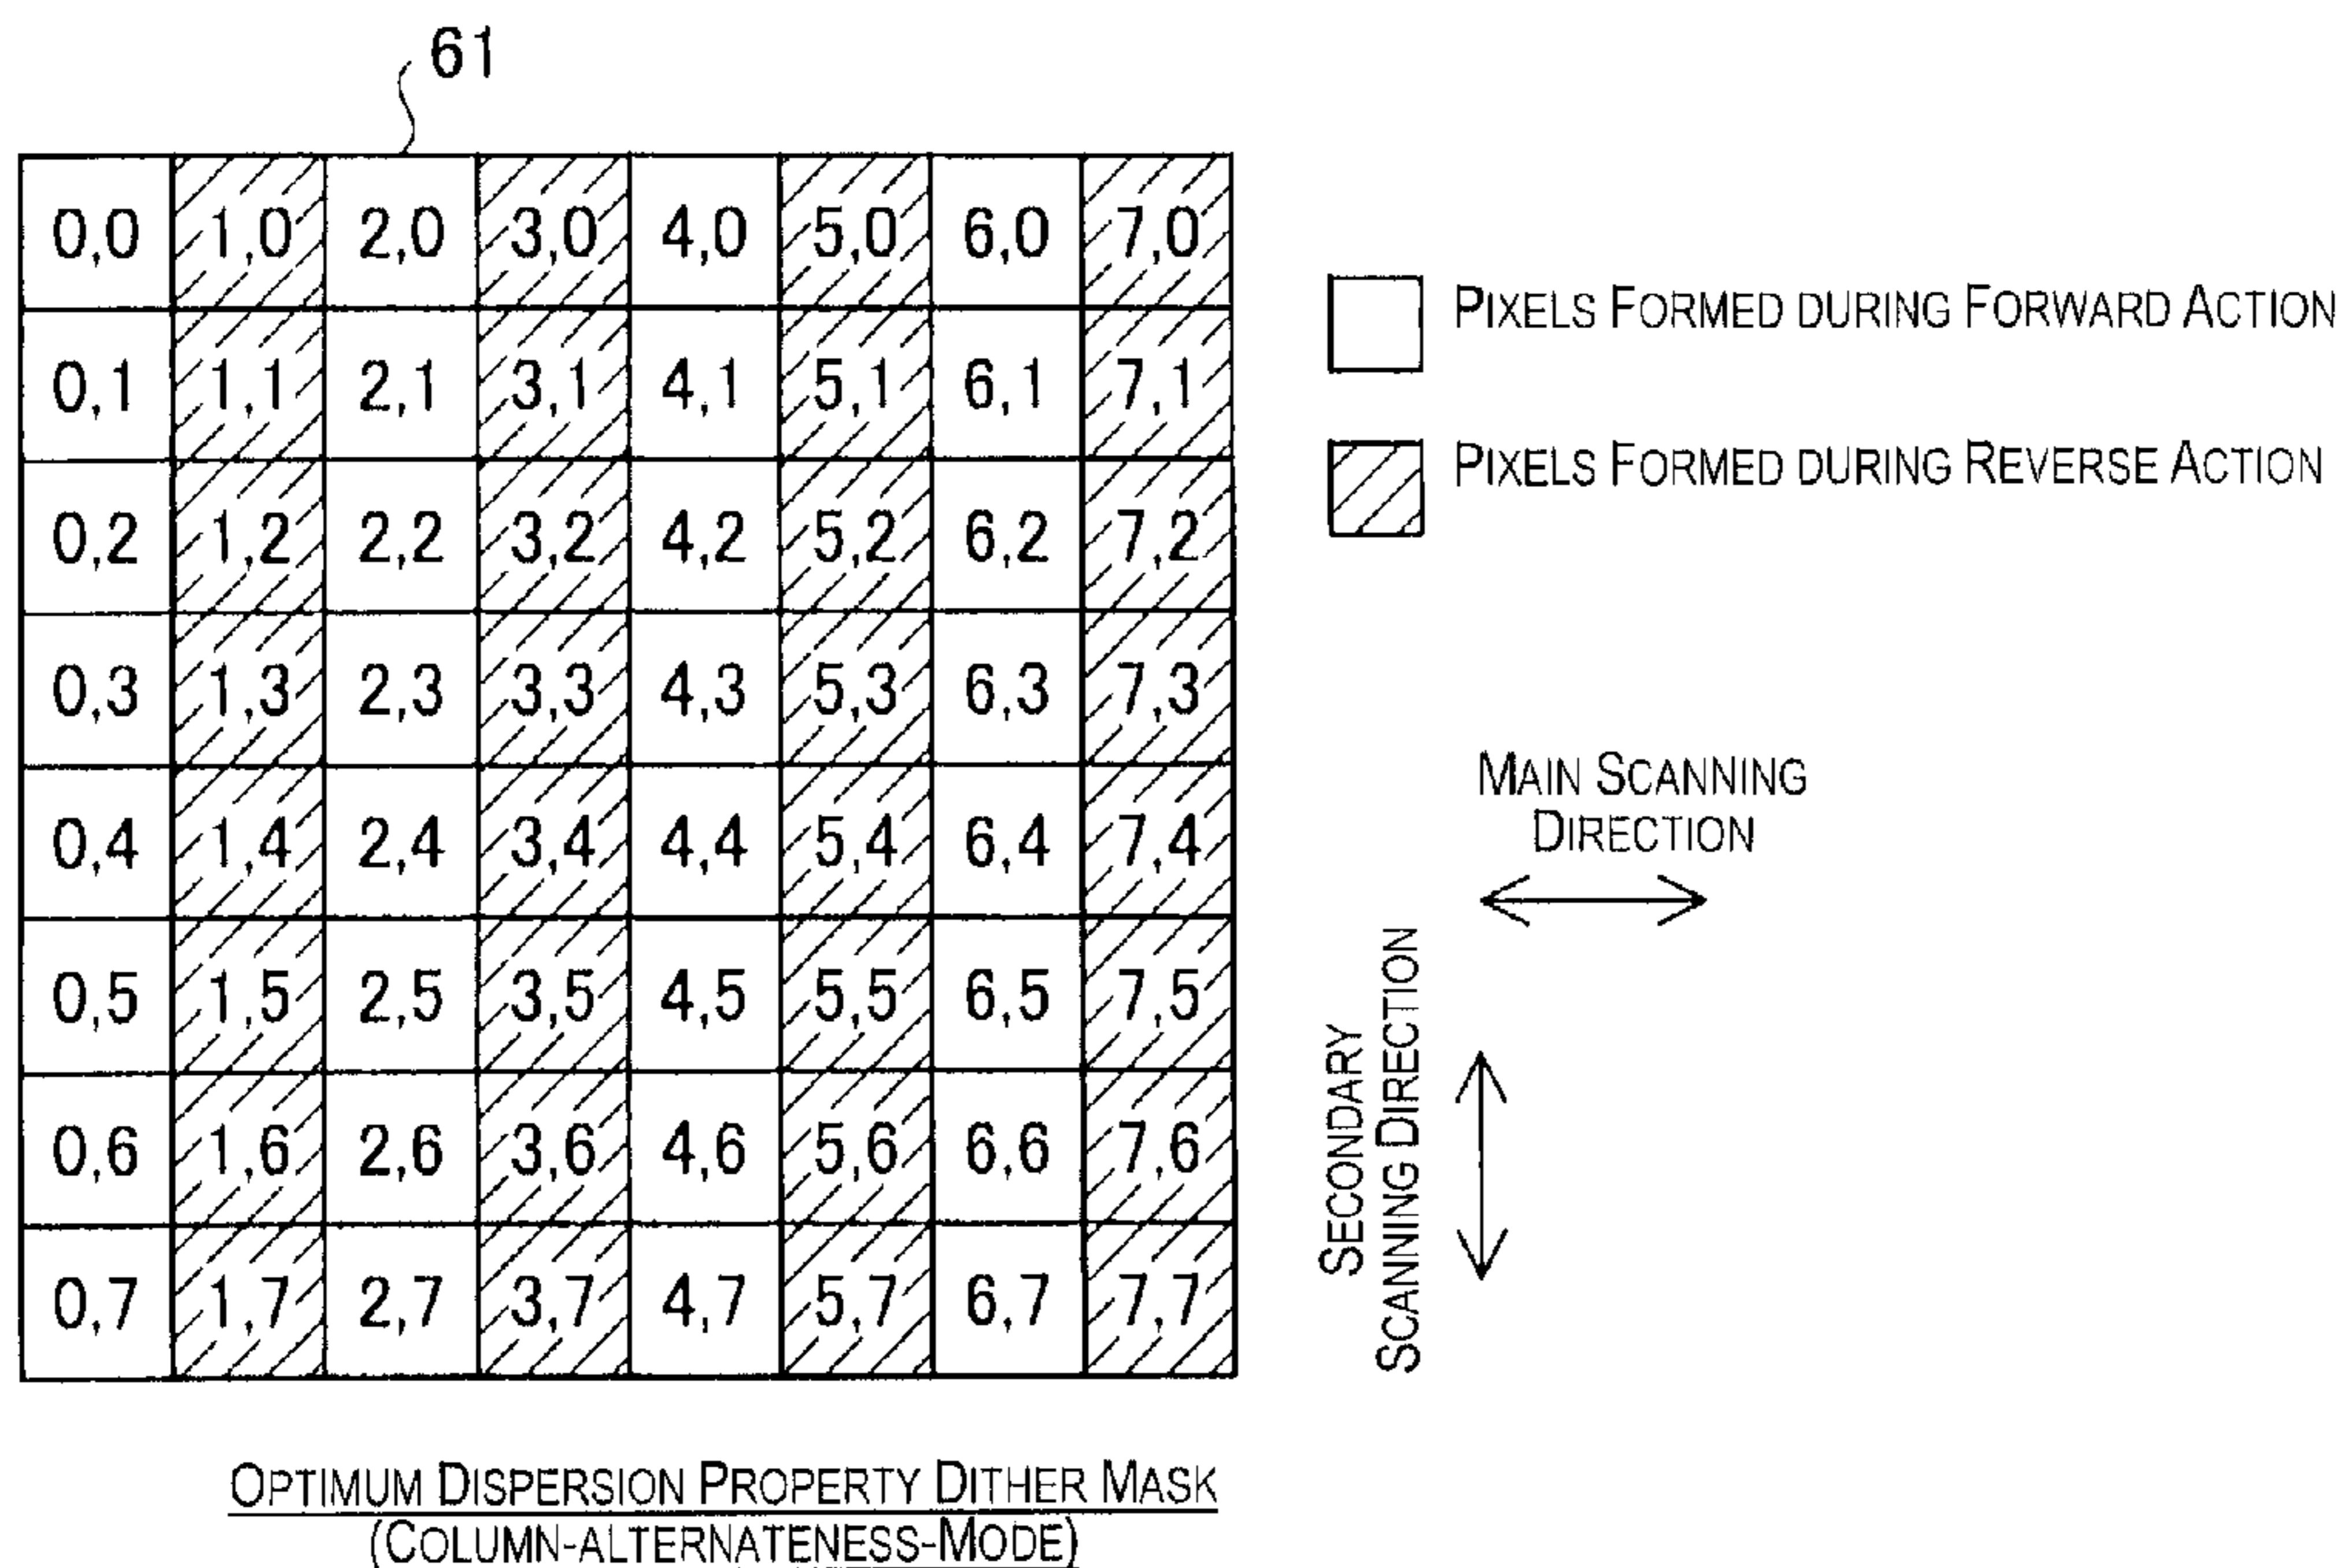 61
0,0 1,0 2,0 3,0 4,0 5,0 6,0 7,0
0,1 1,1 2,1 3,1 4,1 5,1 6,1 7,1
0,2 1,2 2,2 3,2 4,2 5,2 6,2 7,2
0,3 1,3 2,3 3,3 4,3 5,3 6,3 7,3
0,4 1,4 2,4 3,4 4,4 5,4 6,4 7,4
0,5 1,5 2,5 3,5 4,5 5,5 6,5 7,5
0,6 1,6 2,6 3,6 4,6 5,6 6,6 7,6
0,7 1,7 2,7 3,7 4,7 5,7 6,7 7,7
PIXELS FORMED DURING FORWARD ACTION
PIXELS FORMED DURING REVERSE ACTION
MAIN SCANNING
DIRECTION
SECONDARY
SCANNING DIRECTION
OPTIMUM DISPERSION PROPERTY DITHER MASK
(COLUMN-ALTERNATENESS-MODE)